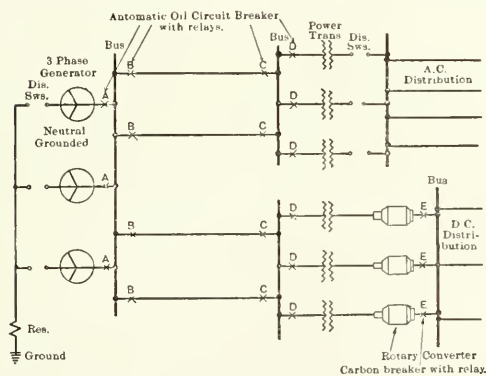 Automatic Oil Circuit Breaker
with relays.
Power
Trans
Dis.
Sws.
Bus
Bus
3 Phase
Generator
Dis.
Sws.
A
B
C
D
A.C.
Distribution
Neutral
Grounded
B
C
D
D
A
Bua
D
E
D C.
Distri-
bution
A
B
C
D
E
B
C
D
E
Res.
Ground
Rotary Converter
Carbon breaker with relay.